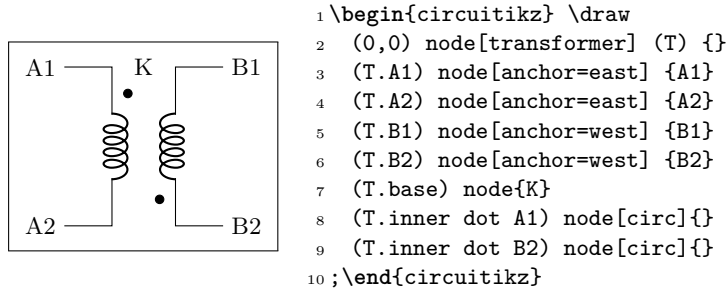 A1 K B1
A2 B2
1 \begin{circuitikz} \draw
2 (0,0) node[transformer] (T) {}
3 (T.A1) node[anchor=east] {A1}
4 (T.A2) node[anchor=east] {A2}
5 (T.B1) node[anchor=west] {B1}
6 (T.B2) node[anchor=west] {B2}
7 (T.base) node{K}
8 (T.inner dot A1) node[circ]{}
9 (T.inner dot B2) node[circ]{}
10 ;\end{circuitikz}